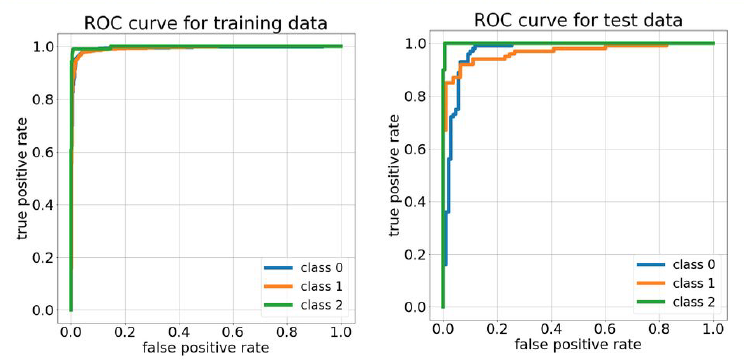 ROC curve for training data
true positive rate
1.0
0.8
0.6
0.4
0.2
0.0
0.0 0.2 0.4 0.6 0.8 1.0
false positive rate
class 0
class 1
class 2
ROC curve for test data
true positive rate
1.0
0.8
0.6
0.4
0.2
0.0
0.0 0.2 0.4 0.6 0.8 1.0
false positive rate
class 0
class 1
class 2